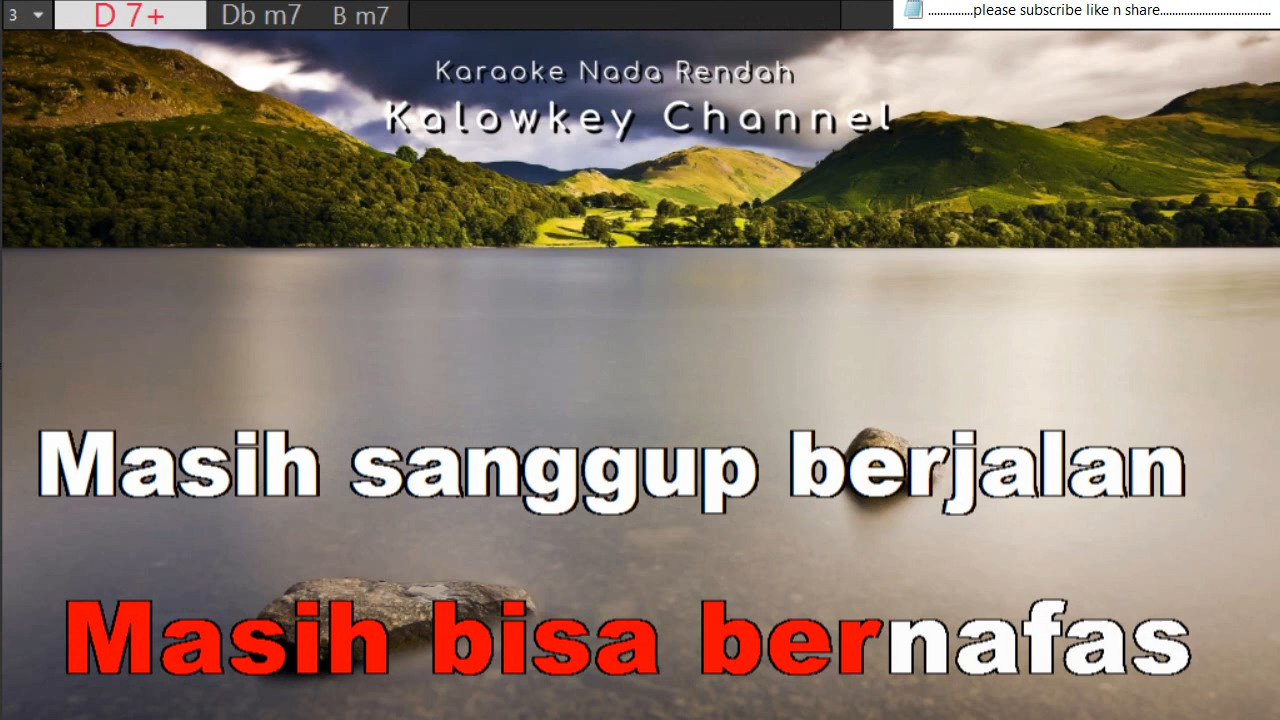 3 D 7+ Db m7 B m7
...............please subscribe like n share.....................................
Karaoke Nada Rendah
Kalowkey Channel
Masih sanggup berjalan
Masih bisa bernafas